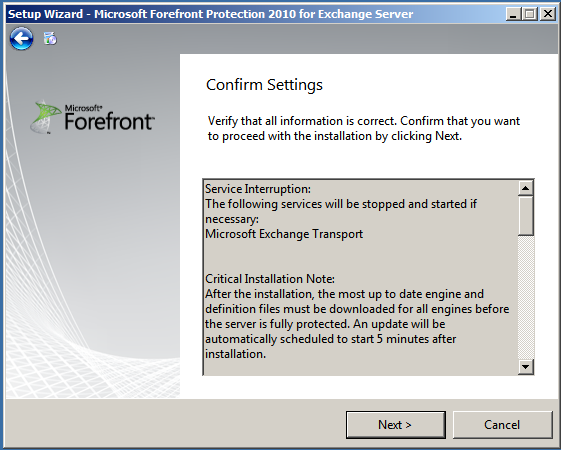 Setup Wizard - Microsoft Forefront Protection 2010 for Exchange Server
Microsoft®
Forefront™
Confirm Settings
Verify that all information is correct. Confirm that you want
to proceed with the installation by clicking Next.
Service Interruption:
The following services will be stopped and started if
necessary:
Microsoft Exchange Transport
Critical Installation Note:
After the installation, the most up to date engine and
definition files must be downloaded for all engines before
the server is fully protected. An update will be
automatically scheduled to start 5 minutes after
installation.
Next >
Cancel